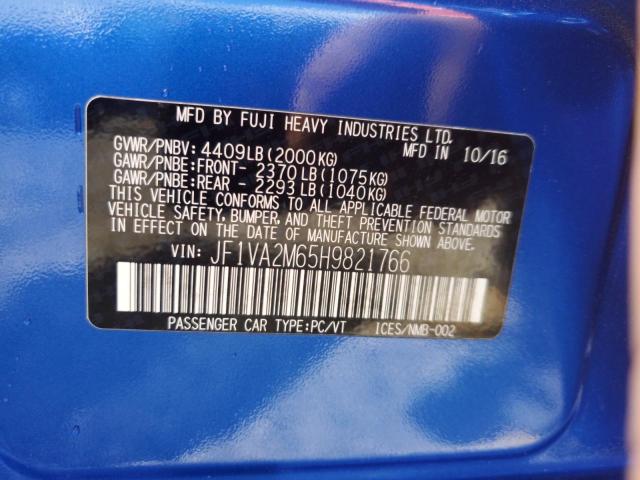 MFD BY FUJI HEAVY INDUSTRIES LTD.
GVWR/PNBV: 4409LB(2000KG) MFD IN 10/16
GAWR/PNBE:FRONT- 2370LB(1075KG)
GAWR/PNBE:REAR - 2293LB(1040KG)
THIS VEHICLE CONFORMS TO ALL APPLICABLE FEDERAL MOTOR
VEHICLE SAFETY, BUMPER, AND THEFT PREVENTION STANDARDS
IN EFFECT ON THE DATE OF MANUFACTURE SHOWN ABOVE.
VIN: JF1VA2M65H9821766
PASSENGER CAR TYPE:PC/VT ICES/NMB-002